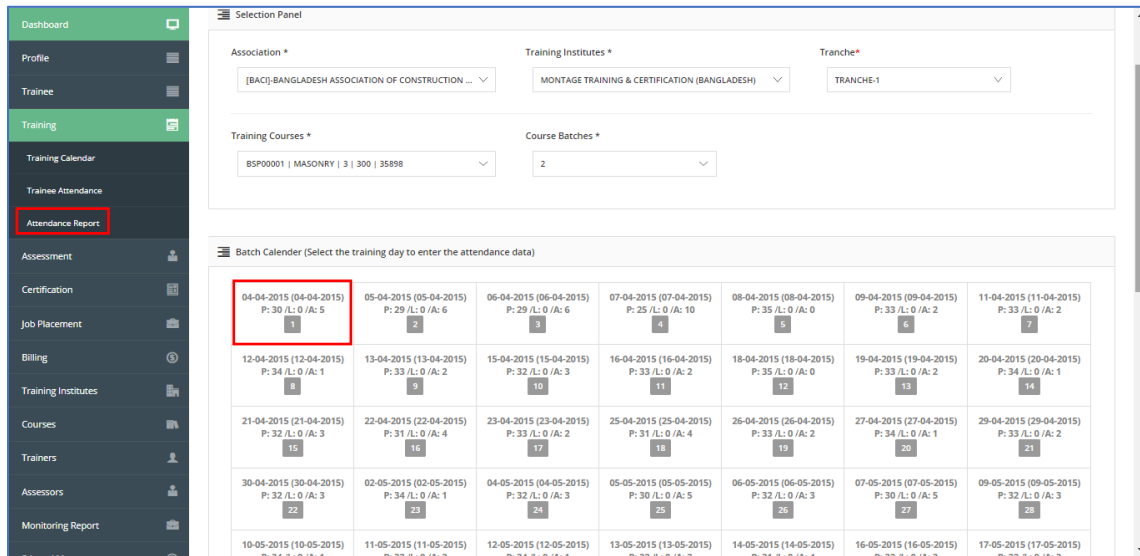 Dashboard
Profile
Trainee
Training
Training Calendar
Trainee Attendance
Attendance Report
Assessment
Certification
Job Placement
Billing
Training Institutes
Courses
Trainers
Assessors
Monitoring Report
Selection Panel
Association * Training Institutes * Tranche*
[BACI]-BANGLADESH ASSOCIATION OF CONSTRUCTION ... MONTAGE TRAINING & CERTIFICATION (BANGLADESH) TRANCHE-1
Training Courses * Course Batches *
BSP00001 | MASONRY | 3 | 300 | 35898 2
Batch Calender (Select the training day to enter the attendance data)
04-04-2015 (04-04-2015) 05-04-2015 (05-04-2015) 06-04-2015 (06-04-2015) 07-04-2015 (07-04-2015) 08-04-2015 (08-04-2015) 09-04-2015 (09-04-2015) 11-04-2015 (11-04-2015)
P: 30 /L: 0 /A: 5 P: 29 /L: 0 /A: 6 P: 29 /L: 0 /A: 6 P: 25 /L: 0 /A: 10 P: 35 /L: 0 /A: 0 P: 33 /L: 0 /A: 2 P: 33 /L: 0 /A: 2
1 2 3 4 5 6 7
12-04-2015 (12-04-2015) 13-04-2015 (13-04-2015) 15-04-2015 (15-04-2015) 16-04-2015 (16-04-2015) 18-04-2015 (18-04-2015) 19-04-2015 (19-04-2015) 20-04-2015 (20-04-2015)
P: 34 /L: 0 /A: 1 P: 33 /L: 0 /A: 2 P: 32 /L: 0 /A: 3 P: 33 /L: 0 /A: 2 P: 35 /L: 0 /A: 0 P: 33 /L: 0 /A: 2 P: 34 /L: 0 /A: 1
8 9 10 11 12 13 14
21-04-2015 (21-04-2015) 22-04-2015 (22-04-2015) 23-04-2015 (23-04-2015) 25-04-2015 (25-04-2015) 26-04-2015 (26-04-2015) 27-04-2015 (27-04-2015) 29-04-2015 (29-04-2015)
P: 32 /L: 0 /A: 3 P: 31 /L: 0 /A: 4 P: 33 /L: 0 /A: 2 P: 31 /L: 0 /A: 4 P: 33 /L: 0 /A: 2 P: 34 /L: 0 /A: 1 P: 33 /L: 0 /A: 2
15 16 17 18 19 20 21
30-04-2015 (30-04-2015) 02-05-2015 (02-05-2015) 04-05-2015 (04-05-2015) 05-05-2015 (05-05-2015) 06-05-2015 (06-05-2015) 07-05-2015 (07-05-2015) 09-05-2015 (09-05-2015)
P: 32 /L: 0 /A: 3 P: 34 /L: 0 /A: 1 P: 32 /L: 0 /A: 3 P: 30 /L: 0 /A: 5 P: 32 /L: 0 /A: 3 P: 30 /L: 0 /A: 5 P: 32 /L: 0 /A: 3
22 23 24 25 26 27 28
10-05-2015 (10-05-2015) 11-05-2015 (11-05-2015) 12-05-2015 (12-05-2015) 13-05-2015 (13-05-2015) 14-05-2015 (14-05-2015) 16-05-2015 (16-05-2015) 17-05-2015 (17-05-2015)